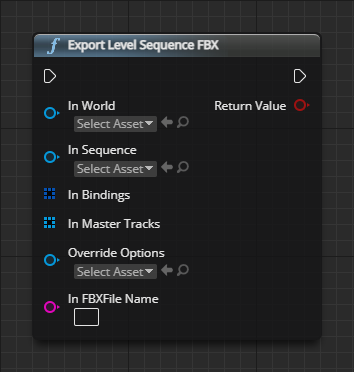 f Export Level Sequence FBX
In World Return Value
Select Asset
In Sequence
Select Asset
In Bindings
In Master Tracks
Override Options
Select Asset
In FBXFile Name